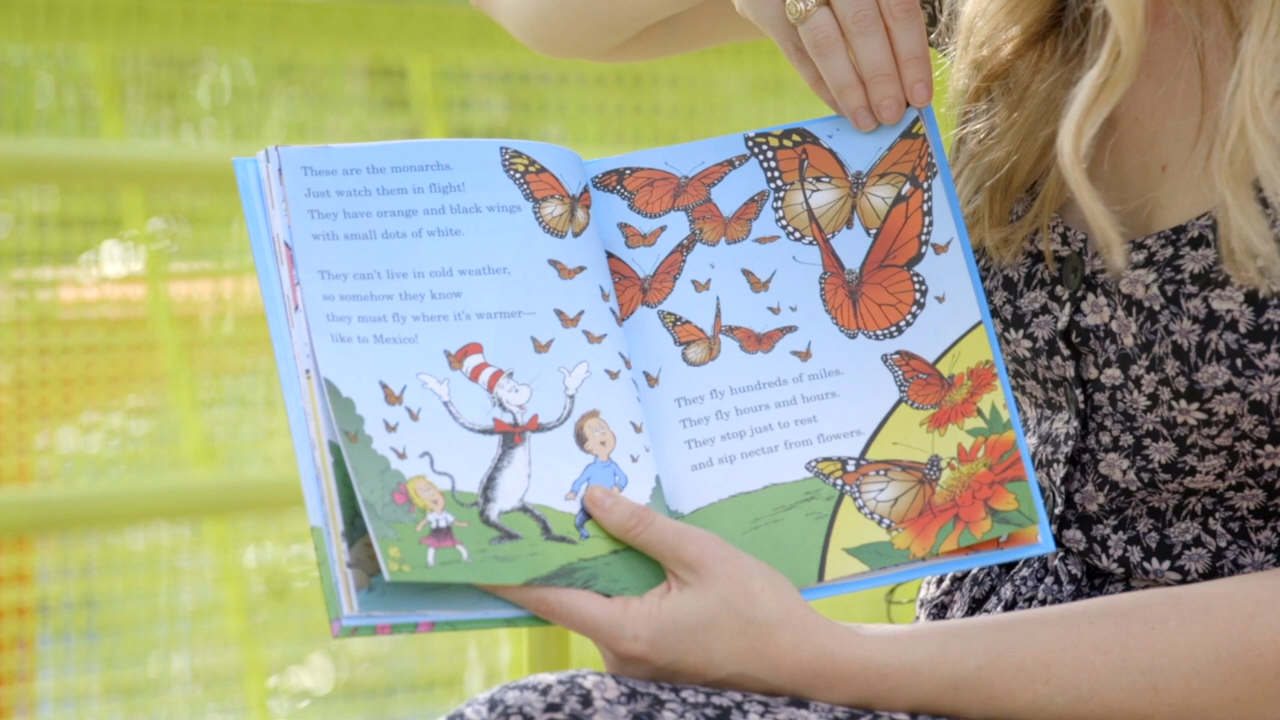 These are the monarchs.
Just watch them in flight!
They have orange and black wings
with small dots of white.
They can't live in cold weather,
so somehow they know
they must fly where it's warmer—
like to Mexico!
They fly hundreds of miles.
They fly hours and hours.
They stop just to rest
and sip nectar from flowers.